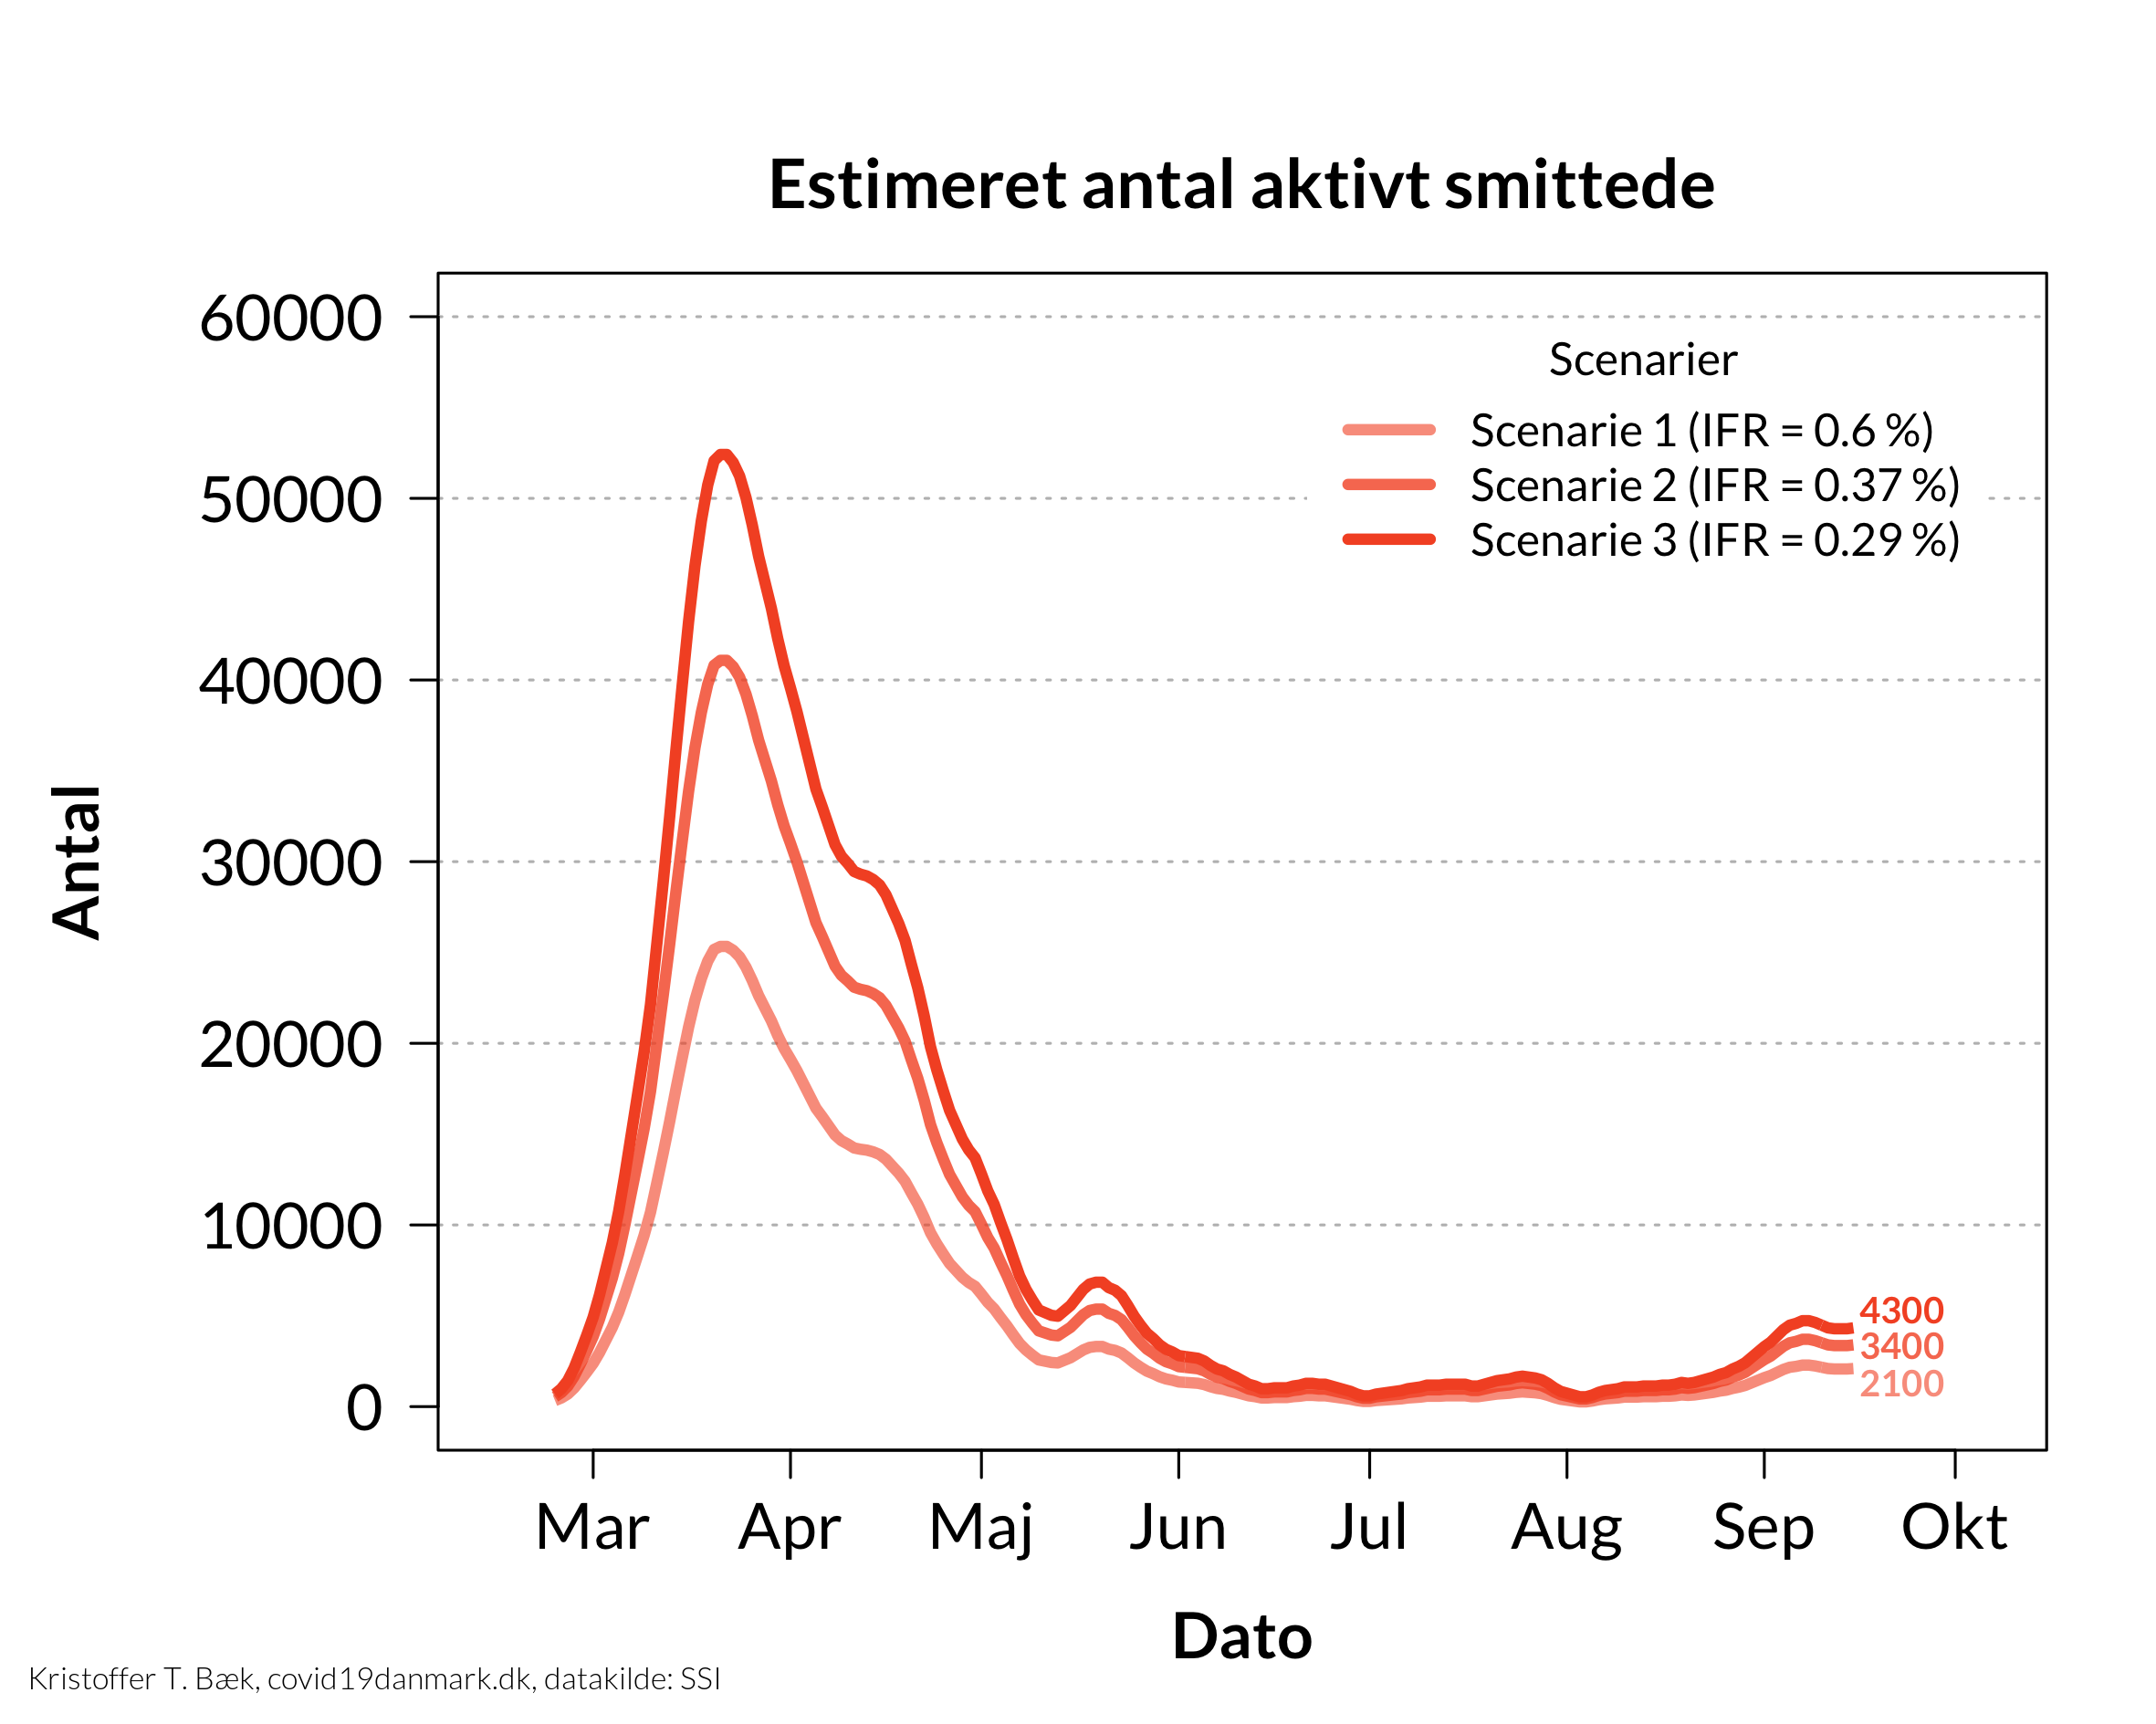 Estimeret antal aktivt smittede
60000
50000
40000
30000
20000
10000
0
Antal
Scenarier
Scenarie 1 (IFR = 0.6 %)
Scenarie 2 (IFR = 0.37 %)
Scenarie 3 (IFR = 0.29 %)
4300
3400
2100
Mar Apr Maj Jun Jul Aug Sep Okt
Dato
Kristoffer T. Bæk, covid19danmark.dk, datakilde: SSI